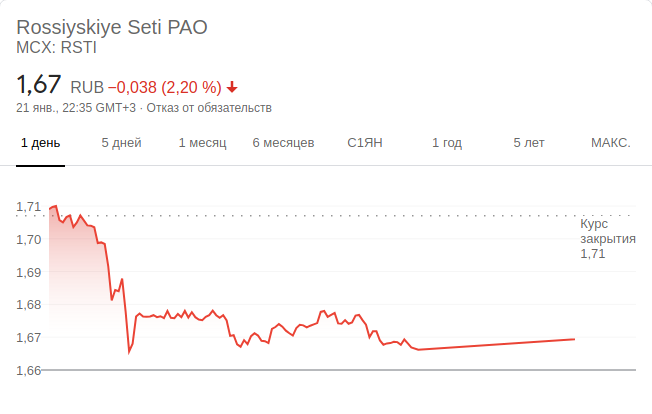 Rossiyskiye Seti PAO
MCX: RSTI
1,67 RUB −0,038 (2,20 %)
21 янв., 22:35 GMT+3 · Отказ от обязательств
1 день 5 дней 1 месяц 6 месяцев С1ЯН 1 год 5 лет МАКС.
1,71
Курс
закрытия
1,71
1,70
1,69
1,68
1,67
1,66